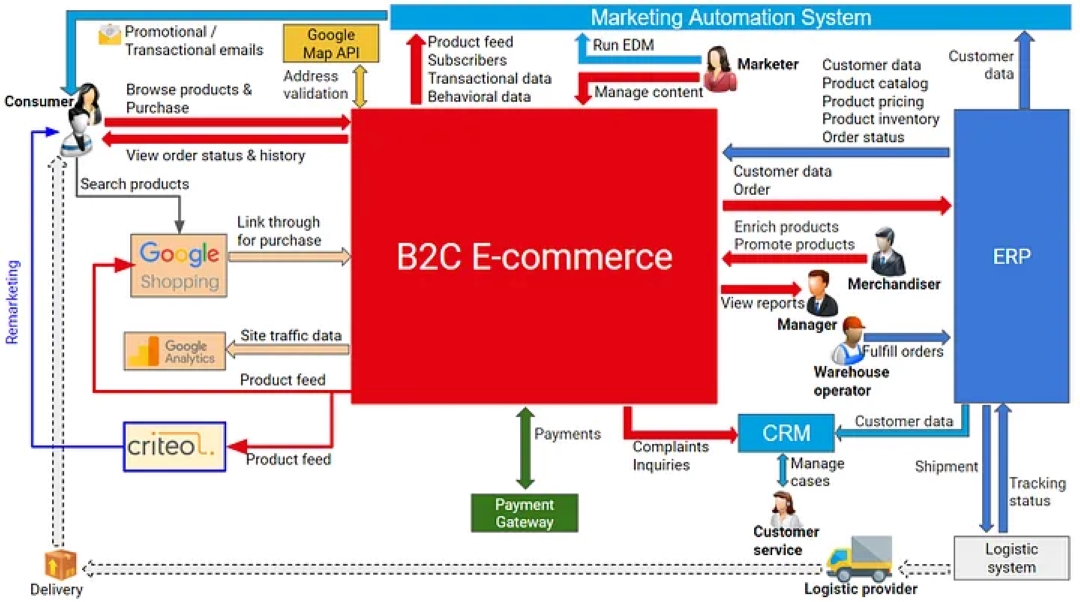 Marketing Automation System
Promotional /
Transactional emails
Google
Map API
Product feed
Subscribers
Transactional data
Behavioral data
Run EDM
Marketer
Manage content
Customer data
Product catalog
Product pricing
Product inventory
Order status
Customer
data
Address
validation
Consumer
Browse products &
Purchase
View order status & history
Search products
Customer data
Order
Link through
for purchase
Google
Shopping
B2C E-commerce
Enrich products
Promote products
Merchandiser
ERP
View reports
Manager
Remarketing
Site traffic data
Google
Analytics
Fulfill orders
Warehouse
operator
Product feed
criteo
Product feed
Payments
Complaints
Inquiries
CRM
Customer data
Manage
cases
Shipment
Tracking
status
Payment
Gateway
Customer
service
Logistic
system
Delivery
Logistic provider